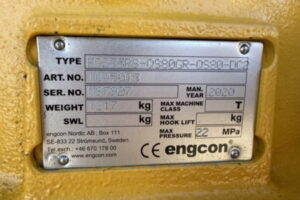 TYPE
ART. NO.
SER. NO. MAN. YEAR 2020
WEIGHT kg MAX MACHINE CLASS T
SWL kg MAX HOOK LIFT kg
MAX PRESSURE 22 MPa
engcon Nordic AB, Box 111
SE-833 22 Strömsund, Sweden
Tel exch.: +46 670 178 00
www.engcon.com CE engcon